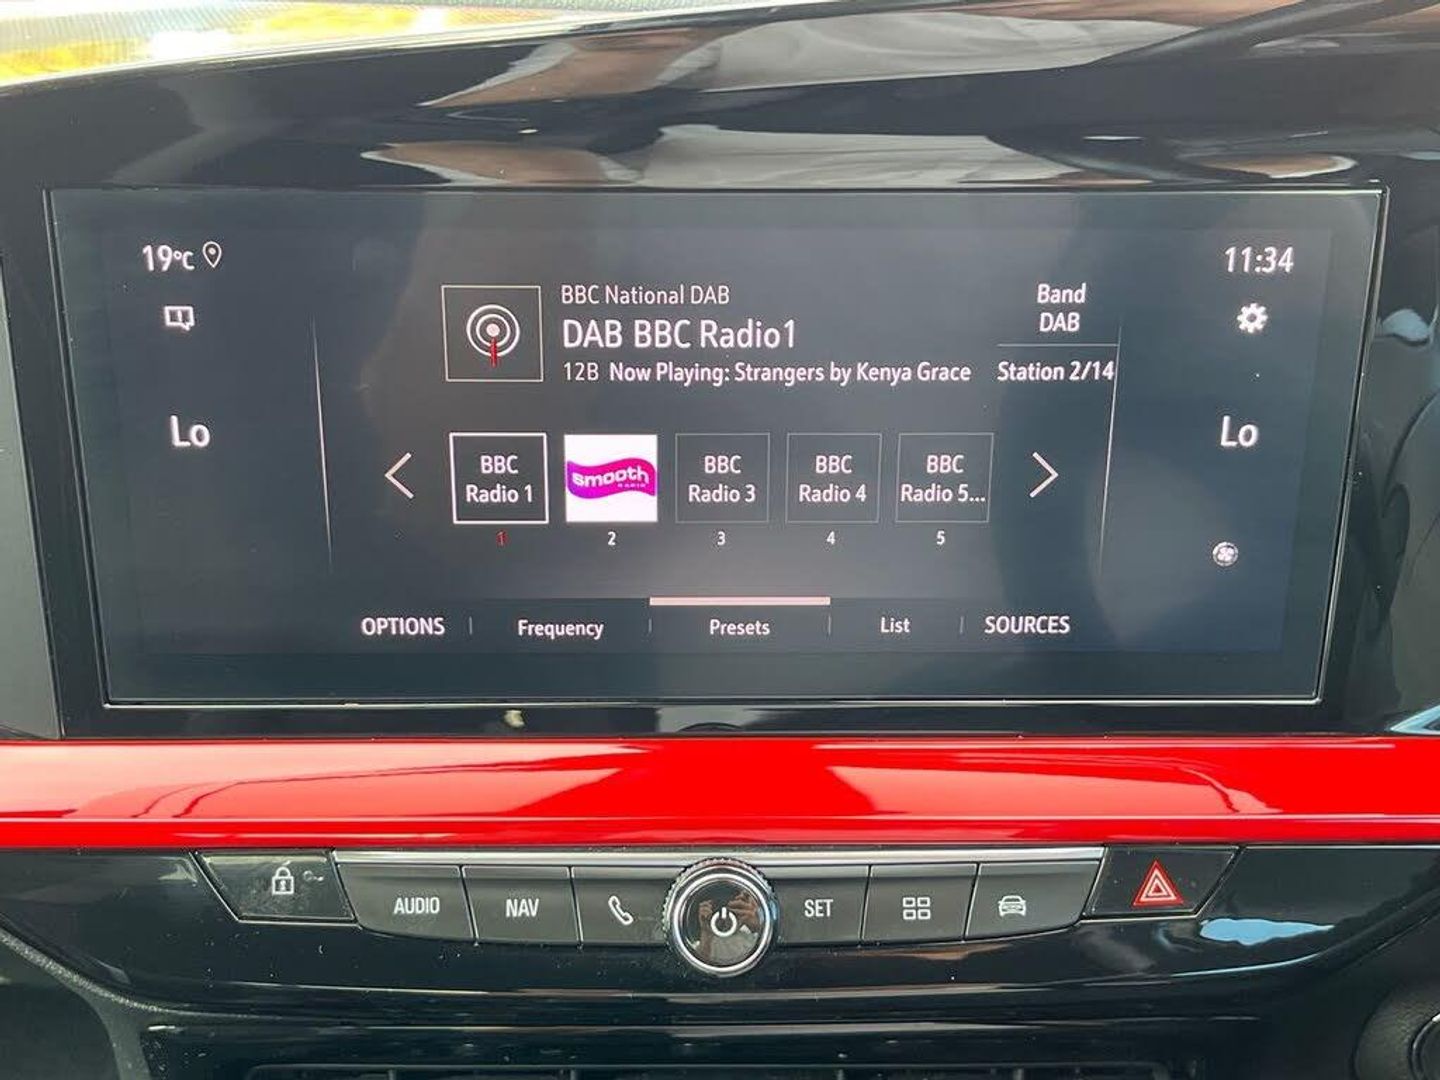 19°C
11:34
BBC National DAB
DAB BBC Radio1
12B Now Playing: Strangers by Kenya Grace
Band
DAB
Station 2/14
Lo
Lo
BBC
Radio 1
smooth
RADIO
BBC
Radio 3
BBC
Radio 4
BBC
Radio 5...
1
2
3
4
5
OPTIONS
Frequency
Presets
List
SOURCES
AUDIO
NAV
SET